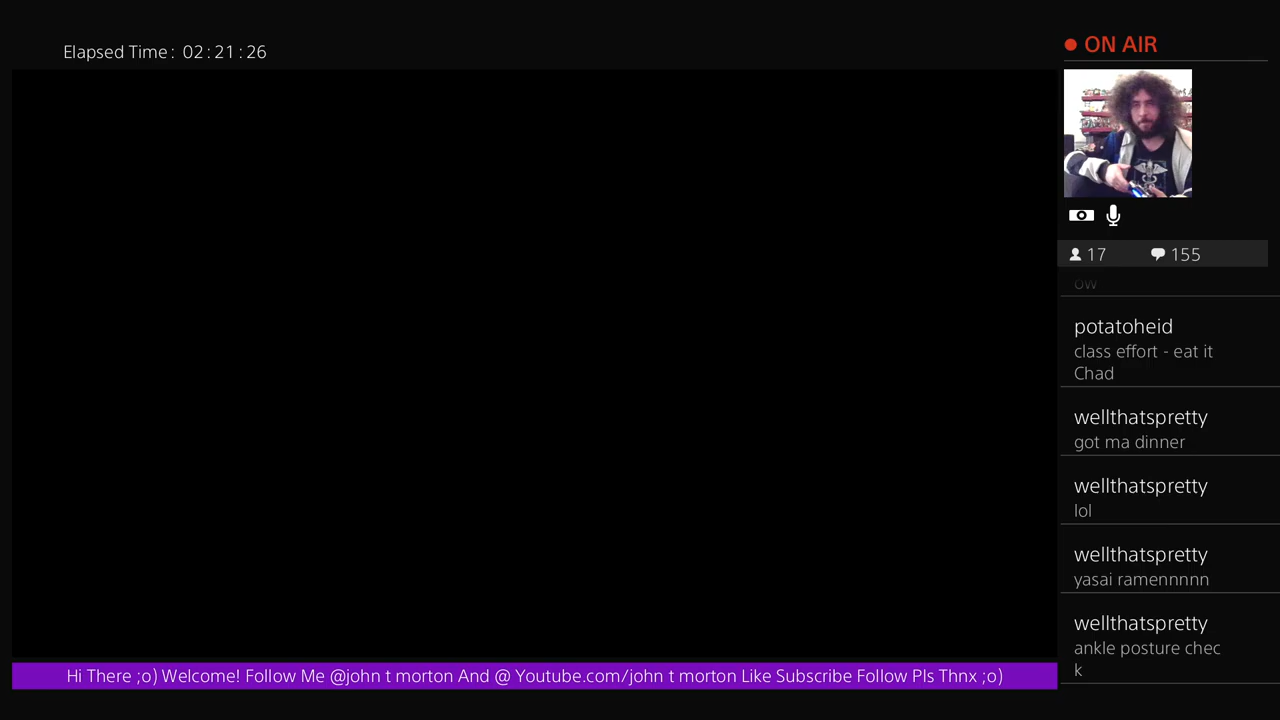 Elapsed Time: 02:21:26
ON AIR
17 155
ow
potatoheid
class effort - eat it
Chad
wellthatspretty
got ma dinner
wellthatspretty
lol
wellthatspretty
yasai ramennnnn
wellthatspretty
ankle posture chec
k
Hi There ;o) Welcome! Follow Me @john t morton And @ Youtube.com/john t morton Like Subscribe Follow Pls Thnx ;o)